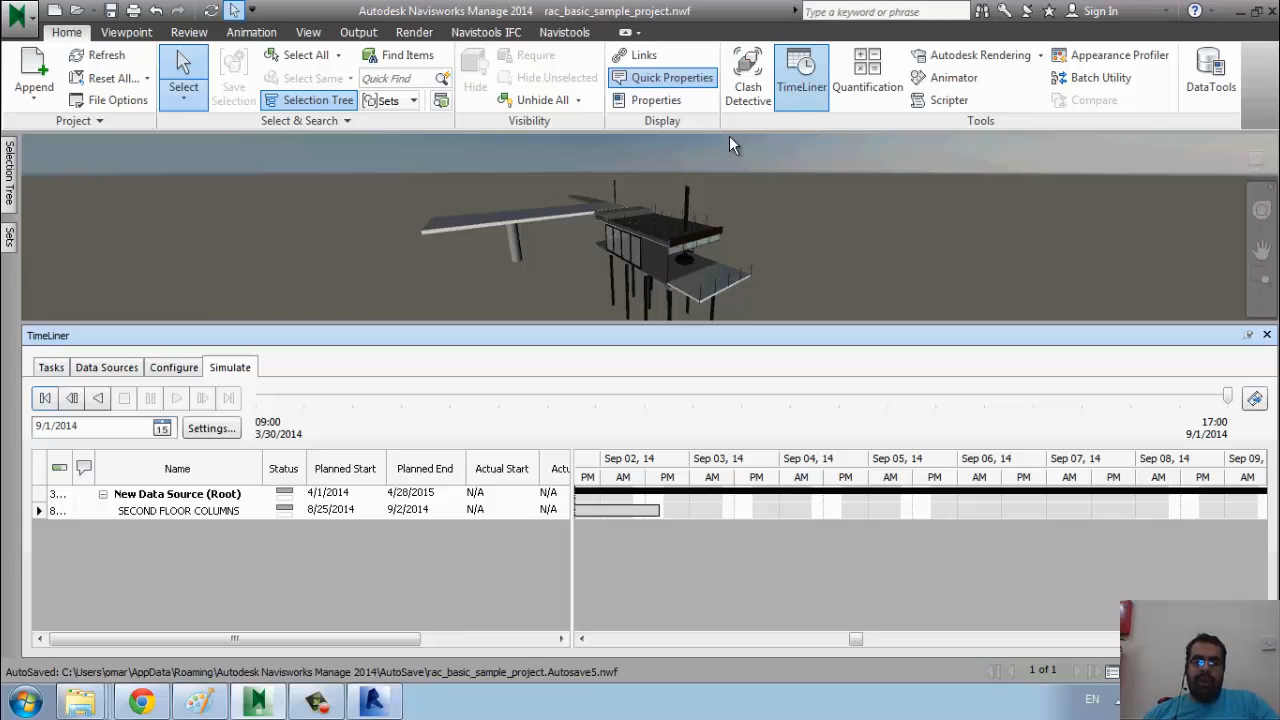 Autodesk Navisworks Manage 2014 rac_basic_sample_project.nwf
Type a keyword or phrase
Sign In
Home Viewpoint Review Animation View Output Render Navistools IFC Navistools
Append
Refresh
Reset All...
File Options
Project
Select
Save Selection
Select All
Select Same
Selection Tree
Find Items
Quick Find
Sets
Select & Search
Hide
Require
Hide Unselected
Unhide All
Visibility
Links
Quick Properties
Properties
Display
Clash Detective
TimeLiner
Quantification
Autodesk Rendering
Animator
Scripter
Appearance Profiler
Batch Utility
Compare
Tools
DataTools
Selection Tree
Sets
TimeLiner
Tasks Data Sources Configure Simulate
9/1/2014 15 Settings...
09:00
3/30/2014
17:00
9/1/2014
Name Status Planned Start Planned End Actual Start Actu
Sep 02, 14 Sep 03, 14 Sep 04, 14 Sep 05, 14 Sep 06, 14 Sep 07, 14 Sep 08, 14 Sep 09,
PM AM PM AM PM AM PM AM PM AM PM AM PM AM PM AM
3... New Data Source (Root) 4/1/2014 4/28/2015 N/A N/A
8... SECOND FLOOR COLUMNS 8/25/2014 9/2/2014 N/A N/A
AutoSaved: C:\Users\omar\AppData\Roaming\Autodesk Navisworks Manage 2014\AutoSave\rac_basic_sample_project.Autosave5.nwf
1 of 1
EN